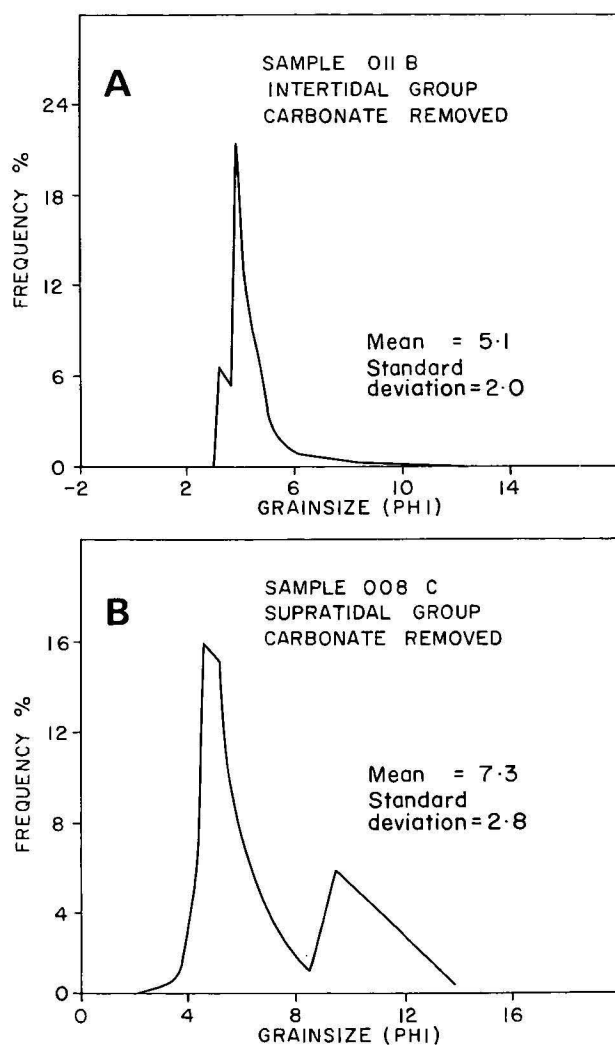 A
SAMPLE 011 B
INTERTIDAL GROUP
CARBONATE REMOVED
FREQUENCY %
24
18
12
6
0
Mean = 5·1
Standard
deviation=2·0
-2 2 6 10 14
GRAINSIZE (PHI)
B
SAMPLE 008 C
SUPRATIDAL GROUP
CARBONATE REMOVED
FREQUENCY %
16
12
8
4
0
Mean = 7·3
Standard
deviation=2·8
0 4 8 12 16
GRAINSIZE (PHI)